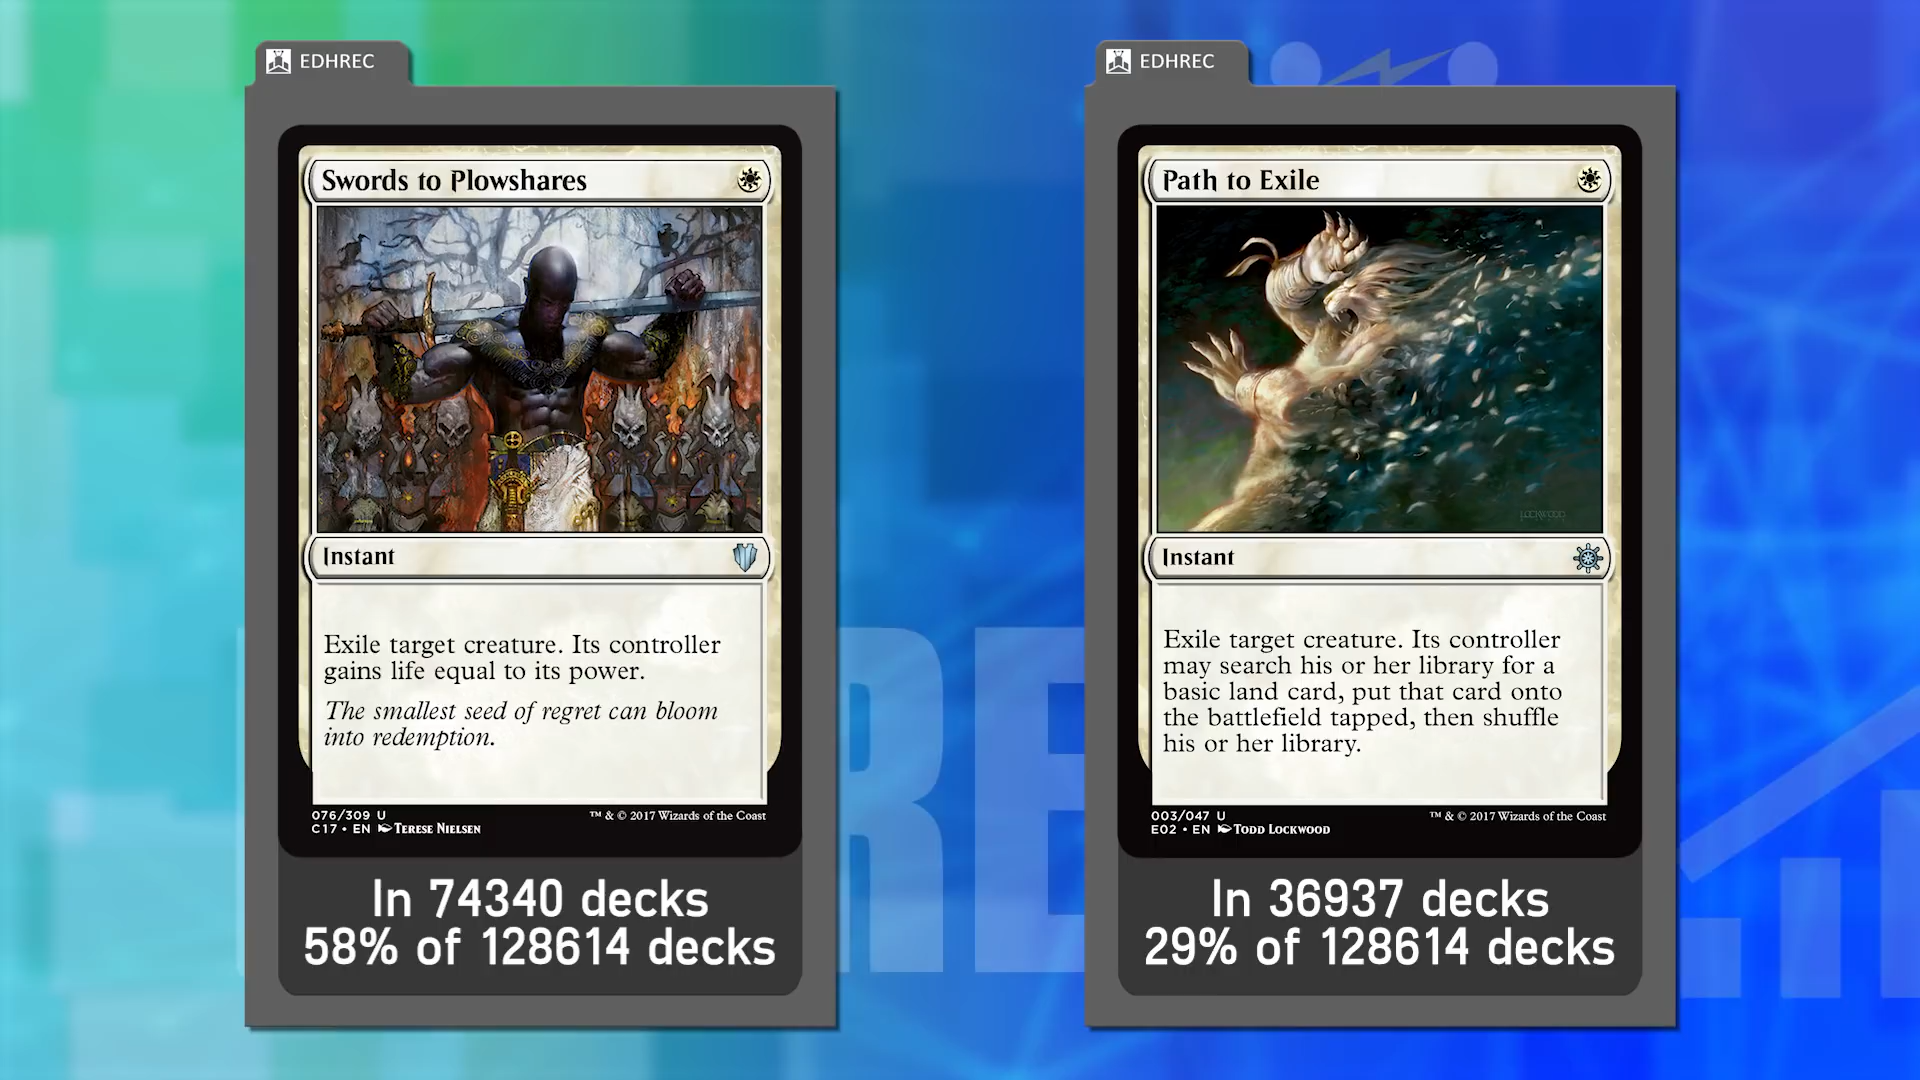 EDHREC
Swords to Plowshares
Instant
Exile target creature. Its controller
gains life equal to its power.
The smallest seed of regret can bloom
into redemption.
076/309 U
C17 • EN TERESE NIELSEN
™ & © 2017 Wizards of the Coast
In 74340 decks
58% of 128614 decks
EDHREC
Path to Exile
LOCKWOOD
Instant
Exile target creature. Its controller
may search his or her library for a
basic land card, put that card onto
the battlefield tapped, then shuffle
his or her library.
003/047 U
E02 • EN TODD LOCKWOOD
™ & © 2017 Wizards of the Coast
In 36937 decks
29% of 128614 decks